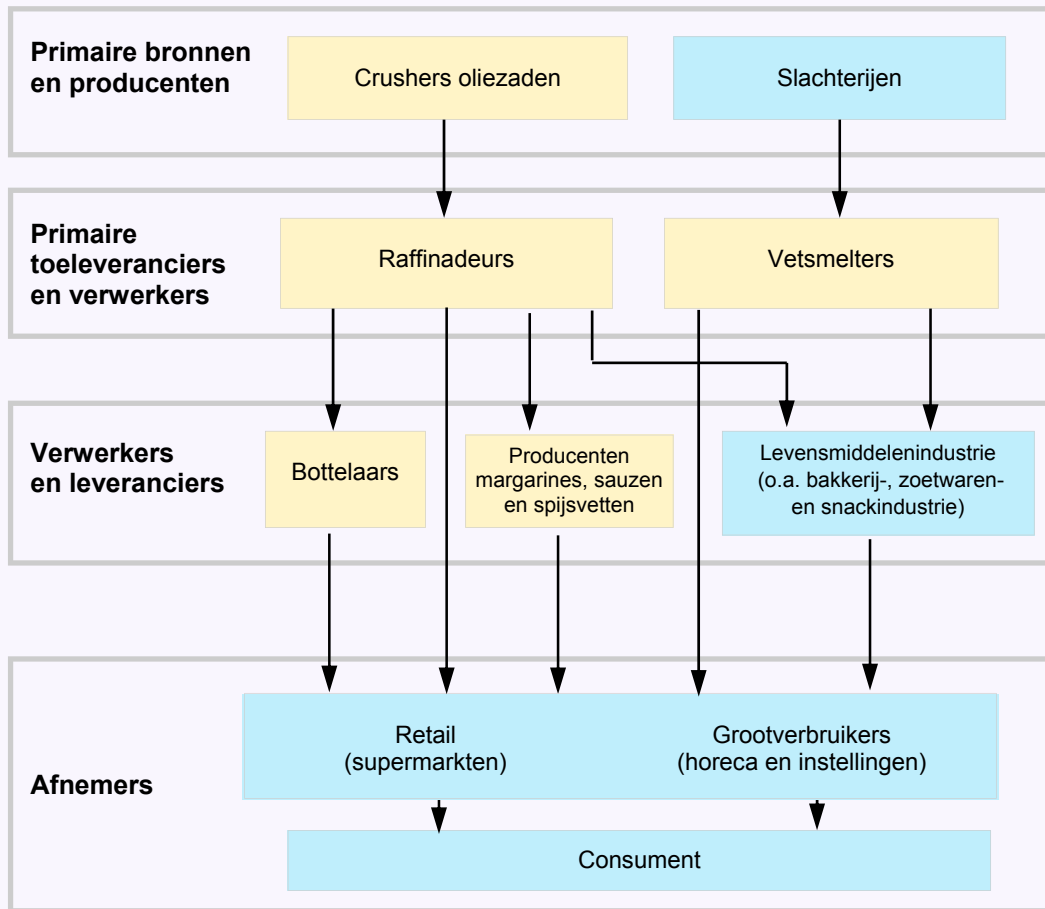 Primaire bronnen
en producenten
Crushers oliezaden
Slachterijen
Primaire
toeleveranciers
en verwerkers
Raffinadeurs
Vetsmelters
Verwerkers
en leveranciers
Bottelaars
Producenten
margarines, sauzen
en spijsvetten
Levensmiddelenindustrie
(o.a. bakkerij-, zoetwaren-
en snackindustrie)
Afnemers
Retail
(supermarkten)
Grootverbruikers
(horeca en instellingen)
Consument